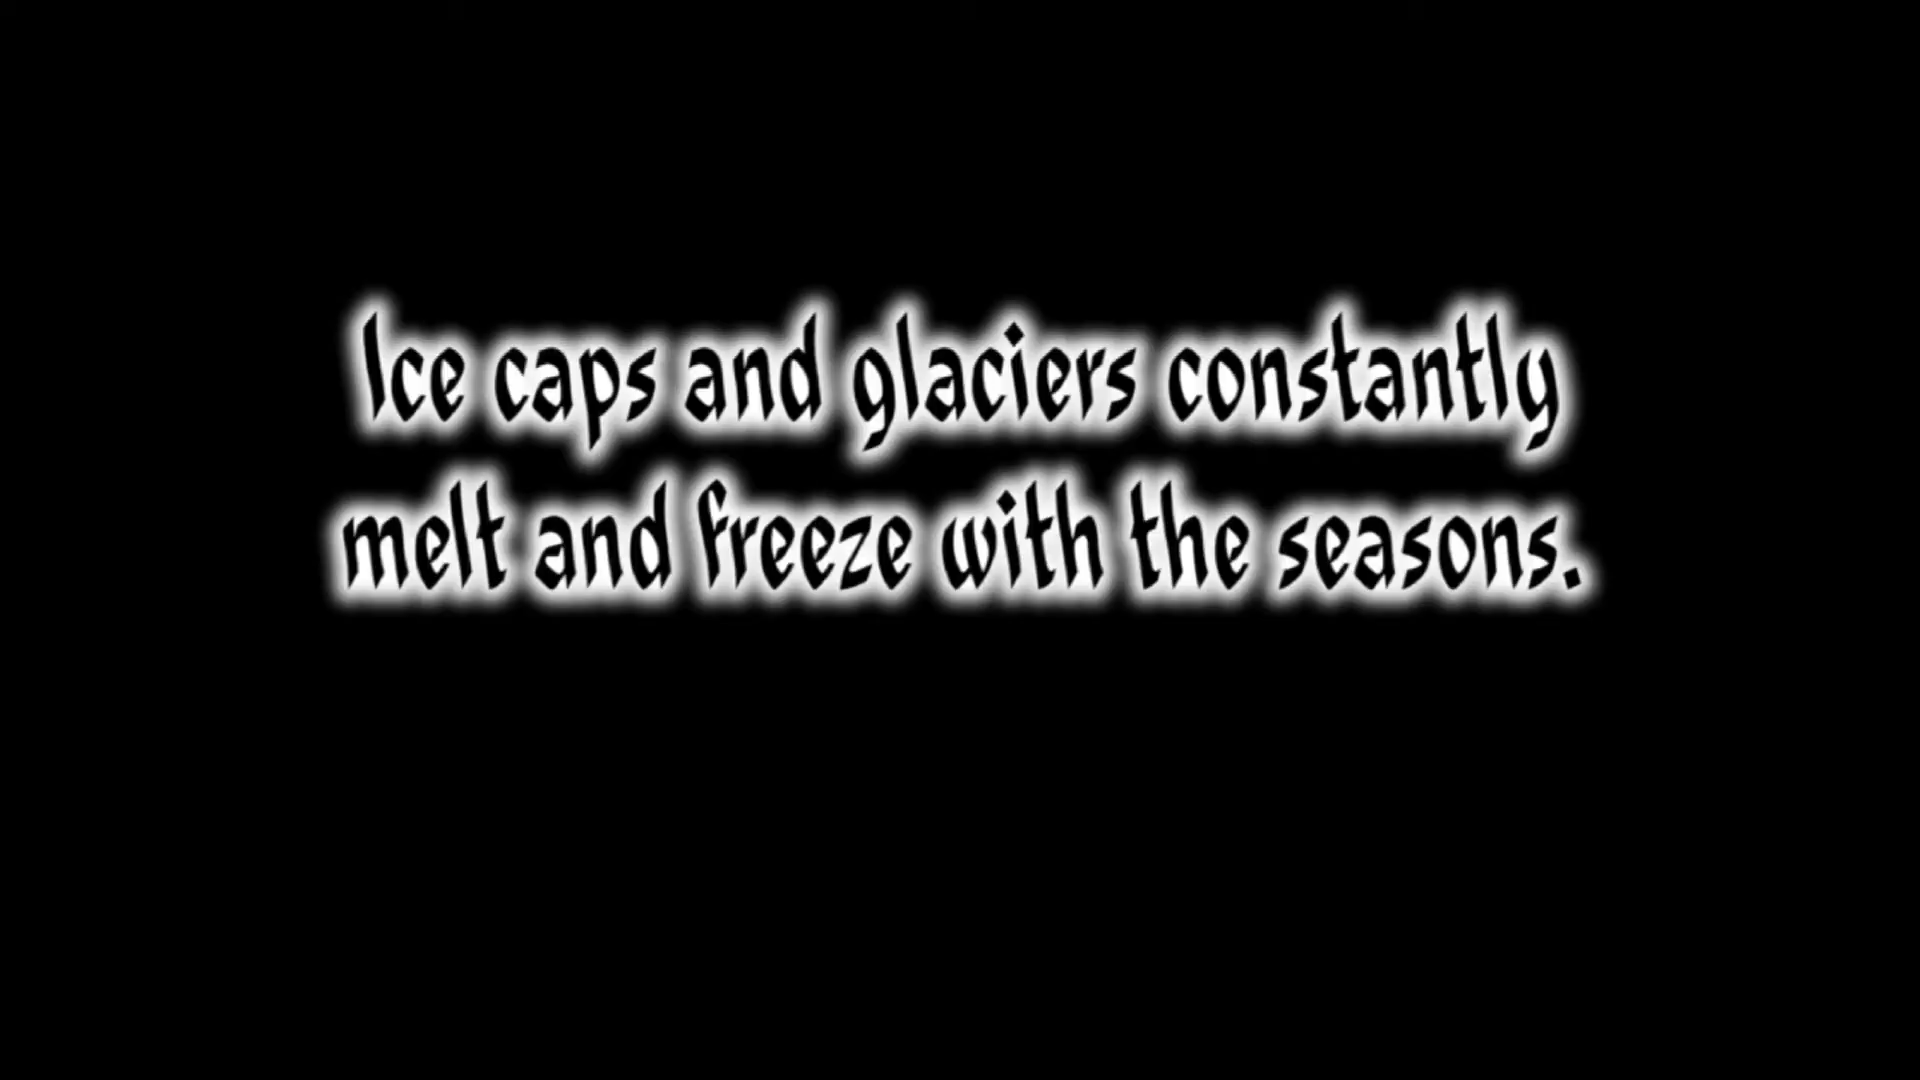 Ice caps and glaciers constantly
melt and freeze with the seasons.